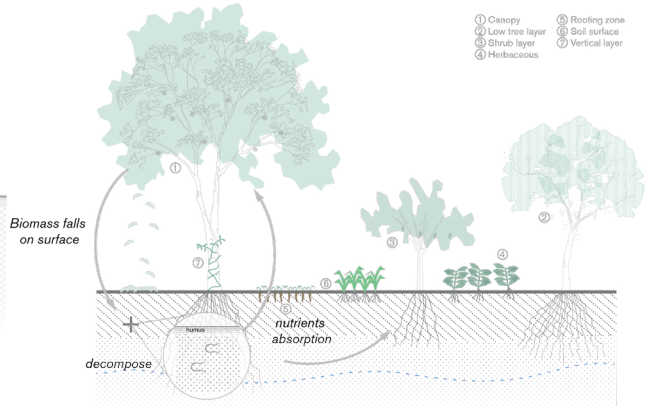 ① Canopy
② Low tree layer
③ Shrub layer
④ Herbaceous
⑤ Rooting zone
⑥ Soil surface
⑦ Vertical layer
①
②
Biomass falls
on surface
③
④
⑦
⑥
⑤
nutrients
absorption
humus
decompose